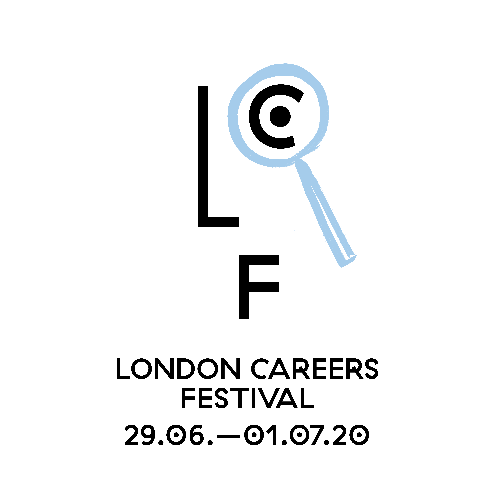 L C
F
LONDON CAREERS
FESTIVAL
29.06.—01.07.20